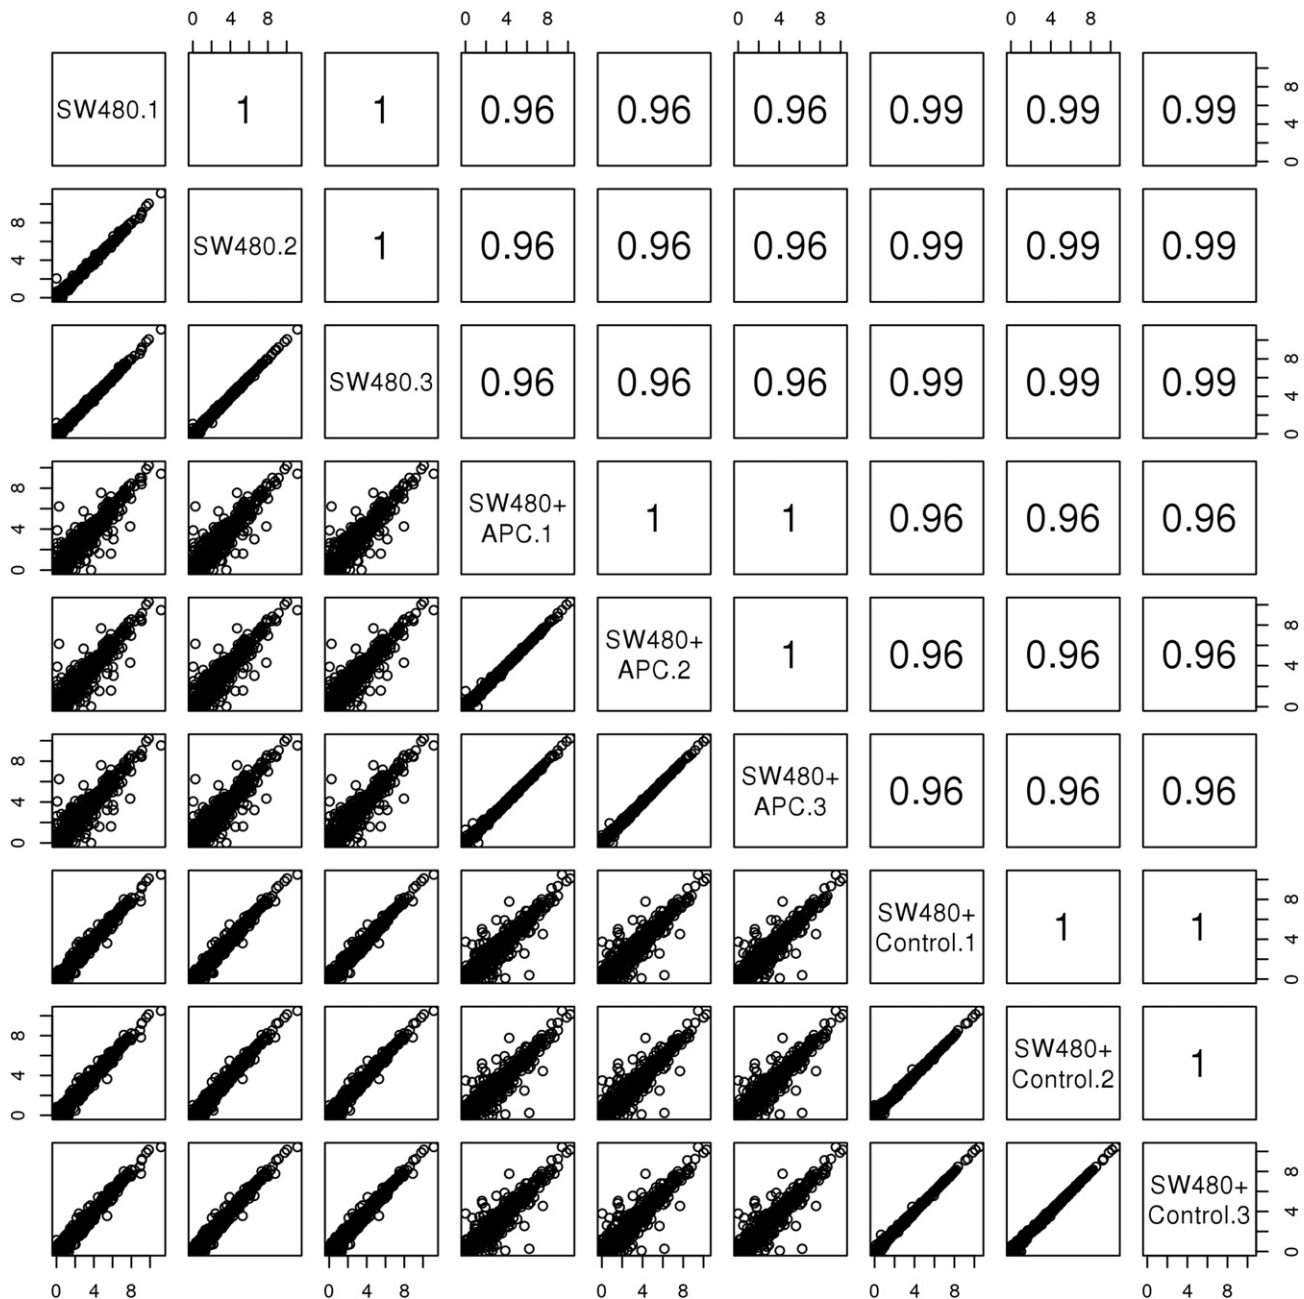 0 4 8 0 4 8 0 4 8 0 4 8
SW480.1 1 1 0.96 0.96 0.96 0.99 0.99 0.99 0 4 8
0 4 8 SW480.2 1 0.96 0.96 0.96 0.99 0.99 0.99
SW480.3 0.96 0.96 0.96 0.99 0.99 0.99 0 4 8
0 4 8 SW480+ 1 1 0.96 0.96 0.96
APC.1
SW480+ 1 0.96 0.96 0.96 0 4 8
APC.2
0 4 8 SW480+ 0.96 0.96 0.96
APC.3
SW480+ 1 1 0 4 8
Control.1
0 4 8 SW480+ 1
Control.2
SW480+ 0 4 8
Control.3
0 4 8 0 4 8 0 4 8 0 4 8 0 4 8